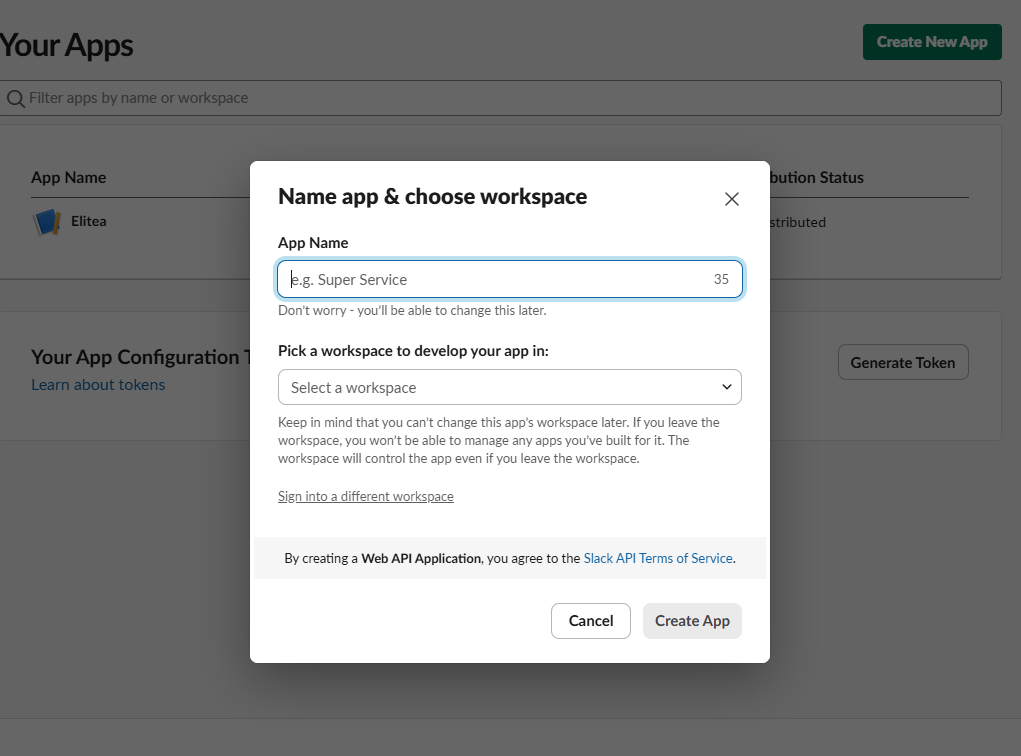 Your Apps
Create New App
Filter apps by name or workspace
App Name
bution Status
Elitea
stributed
Name app & choose workspace
App Name
e.g. Super Service 35
Don't worry - you'll be able to change this later.
Pick a workspace to develop your app in:
Select a workspace
Keep in mind that you can't change this app's workspace later. If you leave the
workspace, you won't be able to manage any apps you've built for it. The
workspace will control the app even if you leave the workspace.
Sign into a different workspace
By creating a Web API Application, you agree to the Slack API Terms of Service.
Cancel
Create App
Your App Configuration T
Learn about tokens
Generate Token